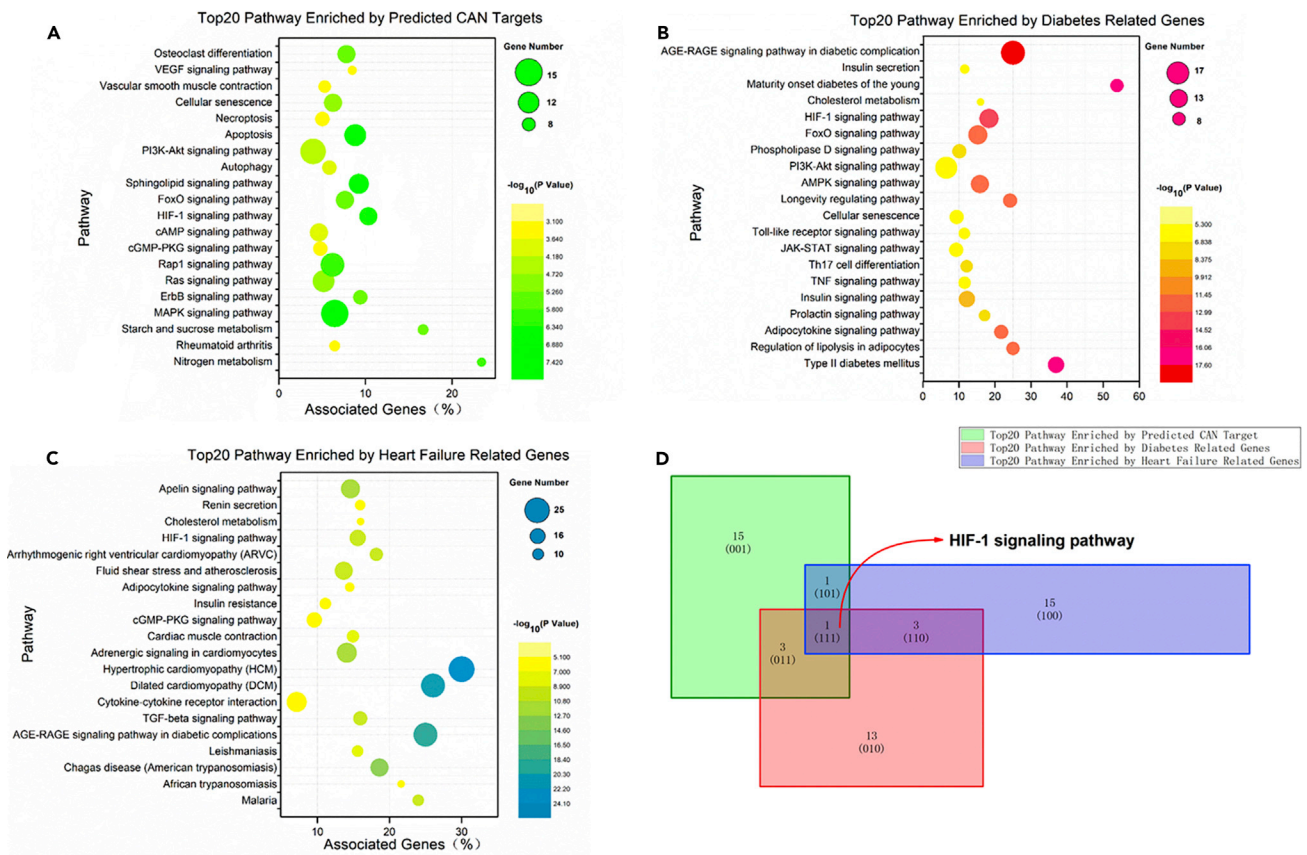 A
Top20 Pathway Enriched by Predicted CAN Targets
Pathway
Osteoclast differentiation
VEGF signaling pathway
Vascular smooth muscle contraction
Cellular senescence
Necroptosis
Apoptosis
PI3K-Akt signaling pathway
Autophagy
Sphingolipid signaling pathway
FoxO signaling pathway
HIF-1 signaling pathway
cAMP signaling pathway
cGMP-PKG signaling pathway
Rap1 signaling pathway
Ras signaling pathway
ErbB signaling pathway
MAPK signaling pathway
Starch and sucrose metabolism
Rheumatoid arthritis
Nitrogen metabolism
0 10 20
Associated Genes (%)
Gene Number
15
12
8
-log10(P Value)
3.100
3.640
4.180
4.720
5.260
5.800
6.340
6.880
7.420
B
Top20 Pathway Enriched by Diabetes Related Genes
Pathway
AGE-RAGE signaling pathway in diabetic complication
Insulin secretion
Maturity onset diabetes of the young
Cholesterol metabolism
HIF-1 signaling pathway
FoxO signaling pathway
Phospholipase D signaling pathway
PI3K-Akt signaling pathway
AMPK signaling pathway
Longevity regulating pathway
Cellular senescence
Toll-like receptor signaling pathway
JAK-STAT signaling pathway
Th17 cell differentiation
TNF signaling pathway
Insulin signaling pathway
Prolactin signaling pathway
Adipocytokine signaling pathway
Regulation of lipolysis in adipocytes
Type II diabetes mellitus
0 10 20 30 40 50 60
Gene Number
17
13
8
-log10(P Value)
5.300
6.838
8.375
9.912
11.45
12.99
14.52
16.06
17.60
C
Top20 Pathway Enriched by Heart Failure Related Genes
Pathway
Apelin signaling pathway
Renin secretion
Cholesterol metabolism
HIF-1 signaling pathway
Arrhythmogenic right ventricular cardiomyopathy (ARVC)
Fluid shear stress and atherosclerosis
Adipocytokine signaling pathway
Insulin resistance
cGMP-PKG signaling pathway
Cardiac muscle contraction
Adrenergic signaling in cardiomyocytes
Hypertrophic cardiomyopathy (HCM)
Dilated cardiomyopathy (DCM)
Cytokine-cytokine receptor interaction
TGF-beta signaling pathway
AGE-RAGE signaling pathway in diabetic complications
Leishmaniasis
Chagas disease (American trypanosomiasis)
African trypanosomiasis
Malaria
10 20 30
Associated Genes (%)
Gene Number
25
16
10
-log10(P Value)
5.100
7.000
8.900
10.80
12.70
14.60
16.50
18.40
20.30
22.20
24.10
D
Top20 Pathway Enriched by Predicted CAN Target
Top20 Pathway Enriched by Diabetes Related Genes
Top20 Pathway Enriched by Heart Failure Related Genes
15
(001)
HIF-1 signaling pathway
1
(101)
15
(100)
1
(111)
3
(110)
3
(011)
13
(010)